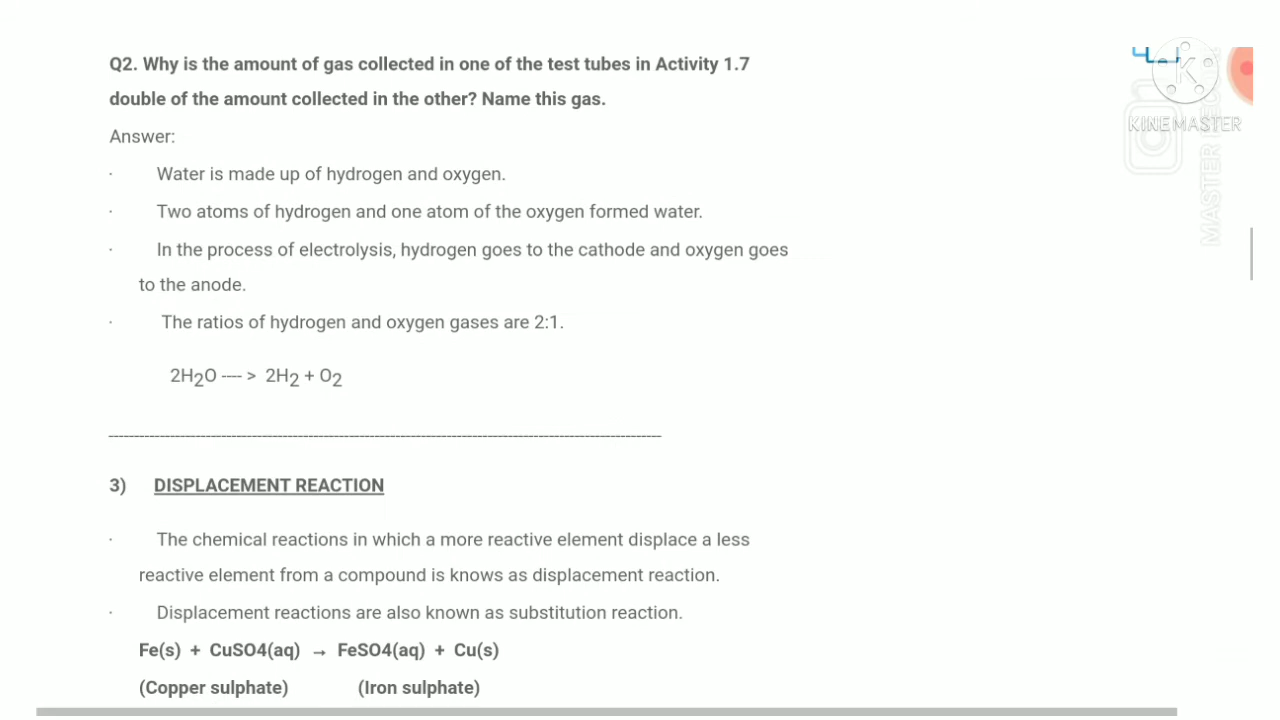 Q2. Why is the amount of gas collected in one of the test tubes in Activity 1.7
double of the amount collected in the other? Name this gas.
Answer:
· Water is made up of hydrogen and oxygen.
· Two atoms of hydrogen and one atom of the oxygen formed water.
· In the process of electrolysis, hydrogen goes to the cathode and oxygen goes
to the anode.
· The ratios of hydrogen and oxygen gases are 2:1.
2H2O ---- > 2H2 + O2
3) DISPLACEMENT REACTION
· The chemical reactions in which a more reactive element displace a less
reactive element from a compound is knows as displacement reaction.
· Displacement reactions are also known as substitution reaction.
Fe(s) + CuSO4(aq) → FeSO4(aq) + Cu(s)
(Copper sulphate) (Iron sulphate)
K
KINEMASTER